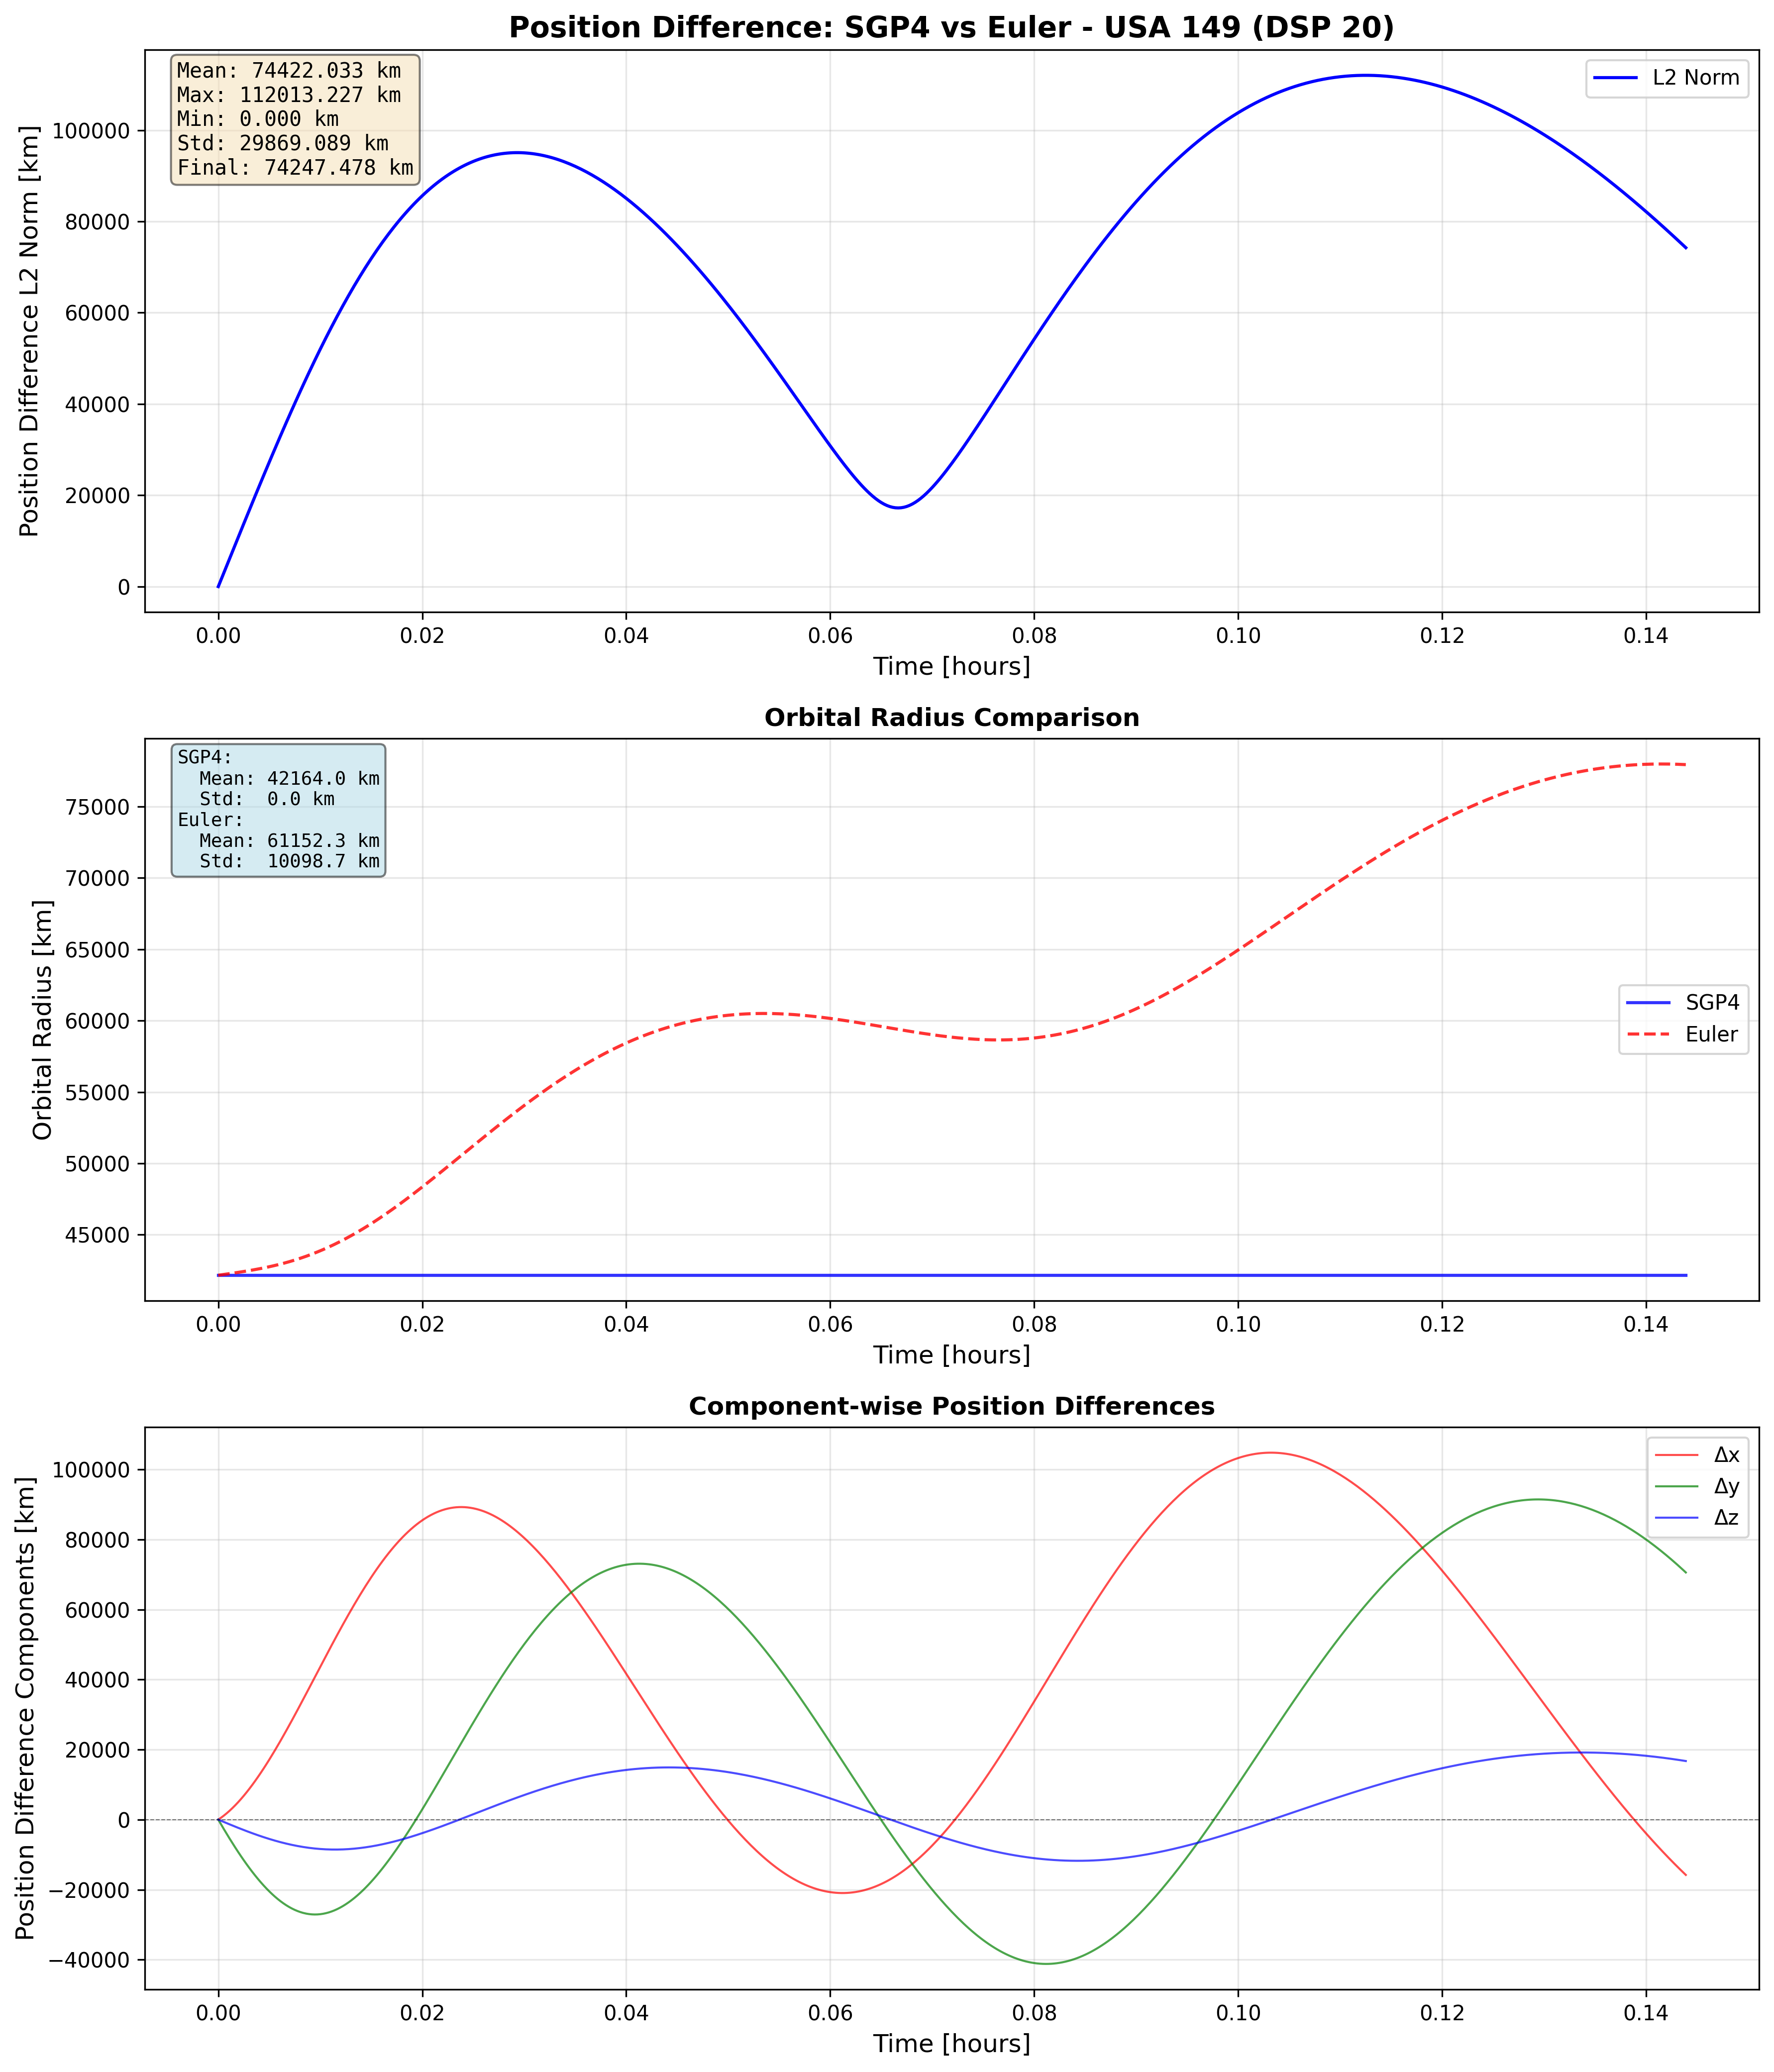 Position Difference: SGP4 vs Euler - USA 149 (DSP 20)
Mean: 74422.033 km
Max: 112013.227 km
Min: 0.000 km
Std: 29869.089 km
Final: 74247.478 km
L2 Norm
Position Difference L2 Norm [km]
100000
80000
60000
40000
20000
0
0.00 0.02 0.04 0.06 0.08 0.10 0.12 0.14
Time [hours]
Orbital Radius Comparison
SGP4:
Mean: 42164.0 km
Std: 0.0 km
Euler:
Mean: 61152.3 km
Std: 10098.7 km
SGP4
Euler
Orbital Radius [km]
75000
70000
65000
60000
55000
50000
45000
0.00 0.02 0.04 0.06 0.08 0.10 0.12 0.14
Time [hours]
Component-wise Position Differences
Δx
Δy
Δz
Position Difference Components [km]
100000
80000
60000
40000
20000
0
−20000
−40000
0.00 0.02 0.04 0.06 0.08 0.10 0.12 0.14
Time [hours]